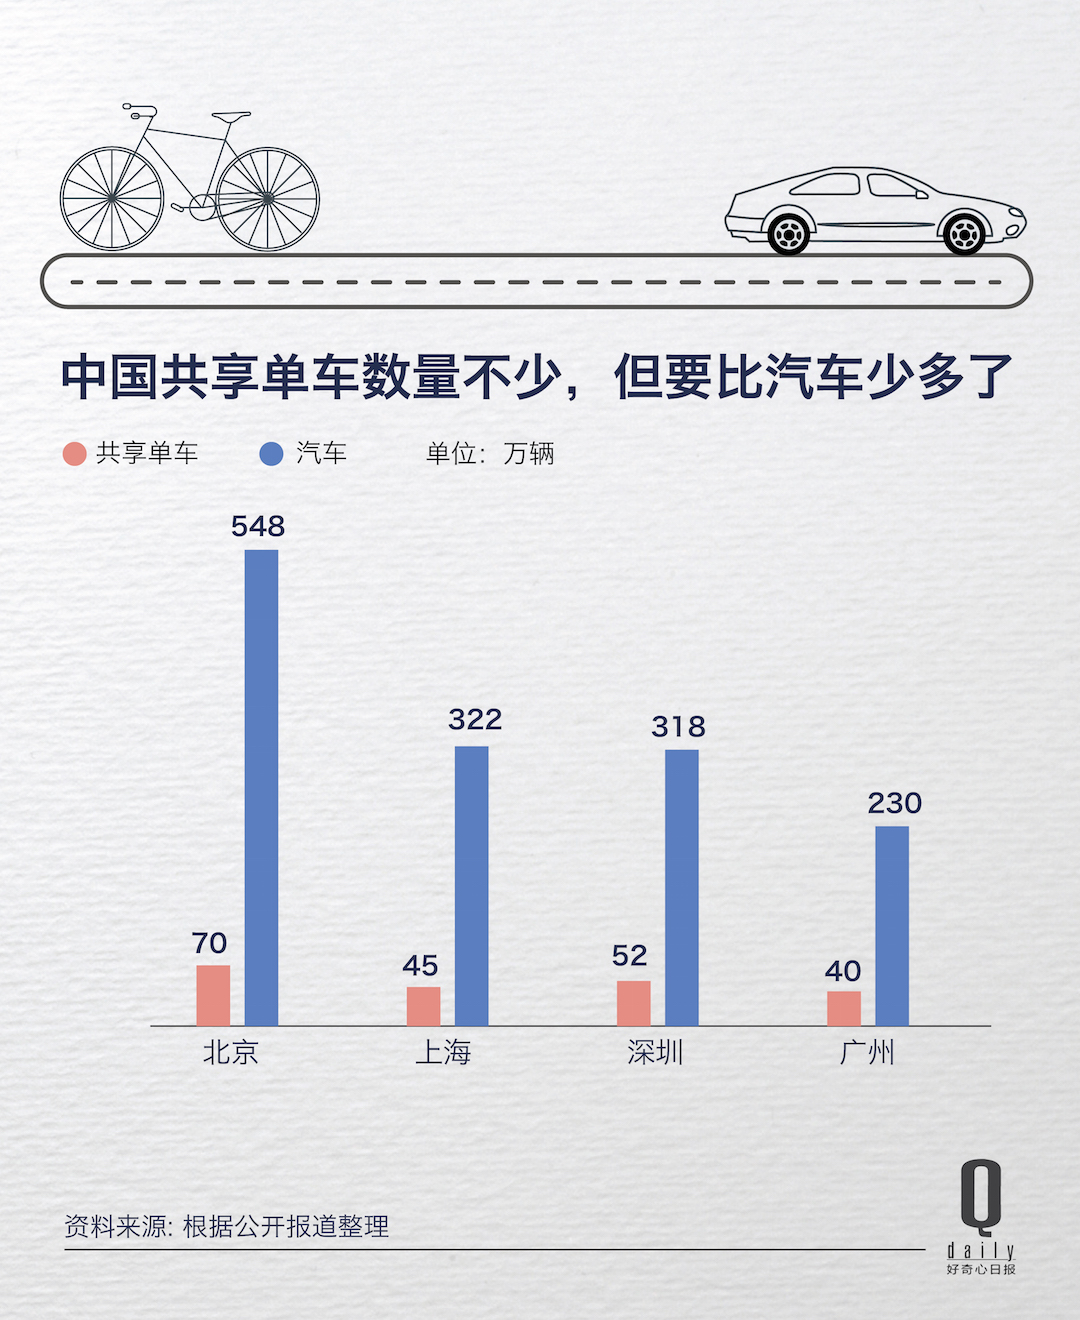 中国共享单车数量不少，但要比汽车少多了
共享单车 汽车 单位：万辆
548
322
318
230
70
45
52
40
北京 上海 深圳 广州
资料来源: 根据公开报道整理
Q
daily
好奇心日报